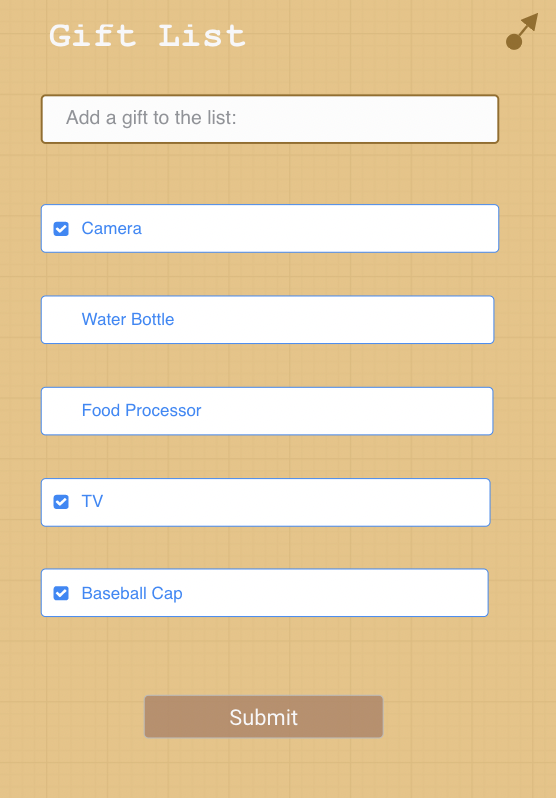 Gift List
Add a gift to the list:
Camera
Water Bottle
Food Processor
TV
Baseball Cap
Submit